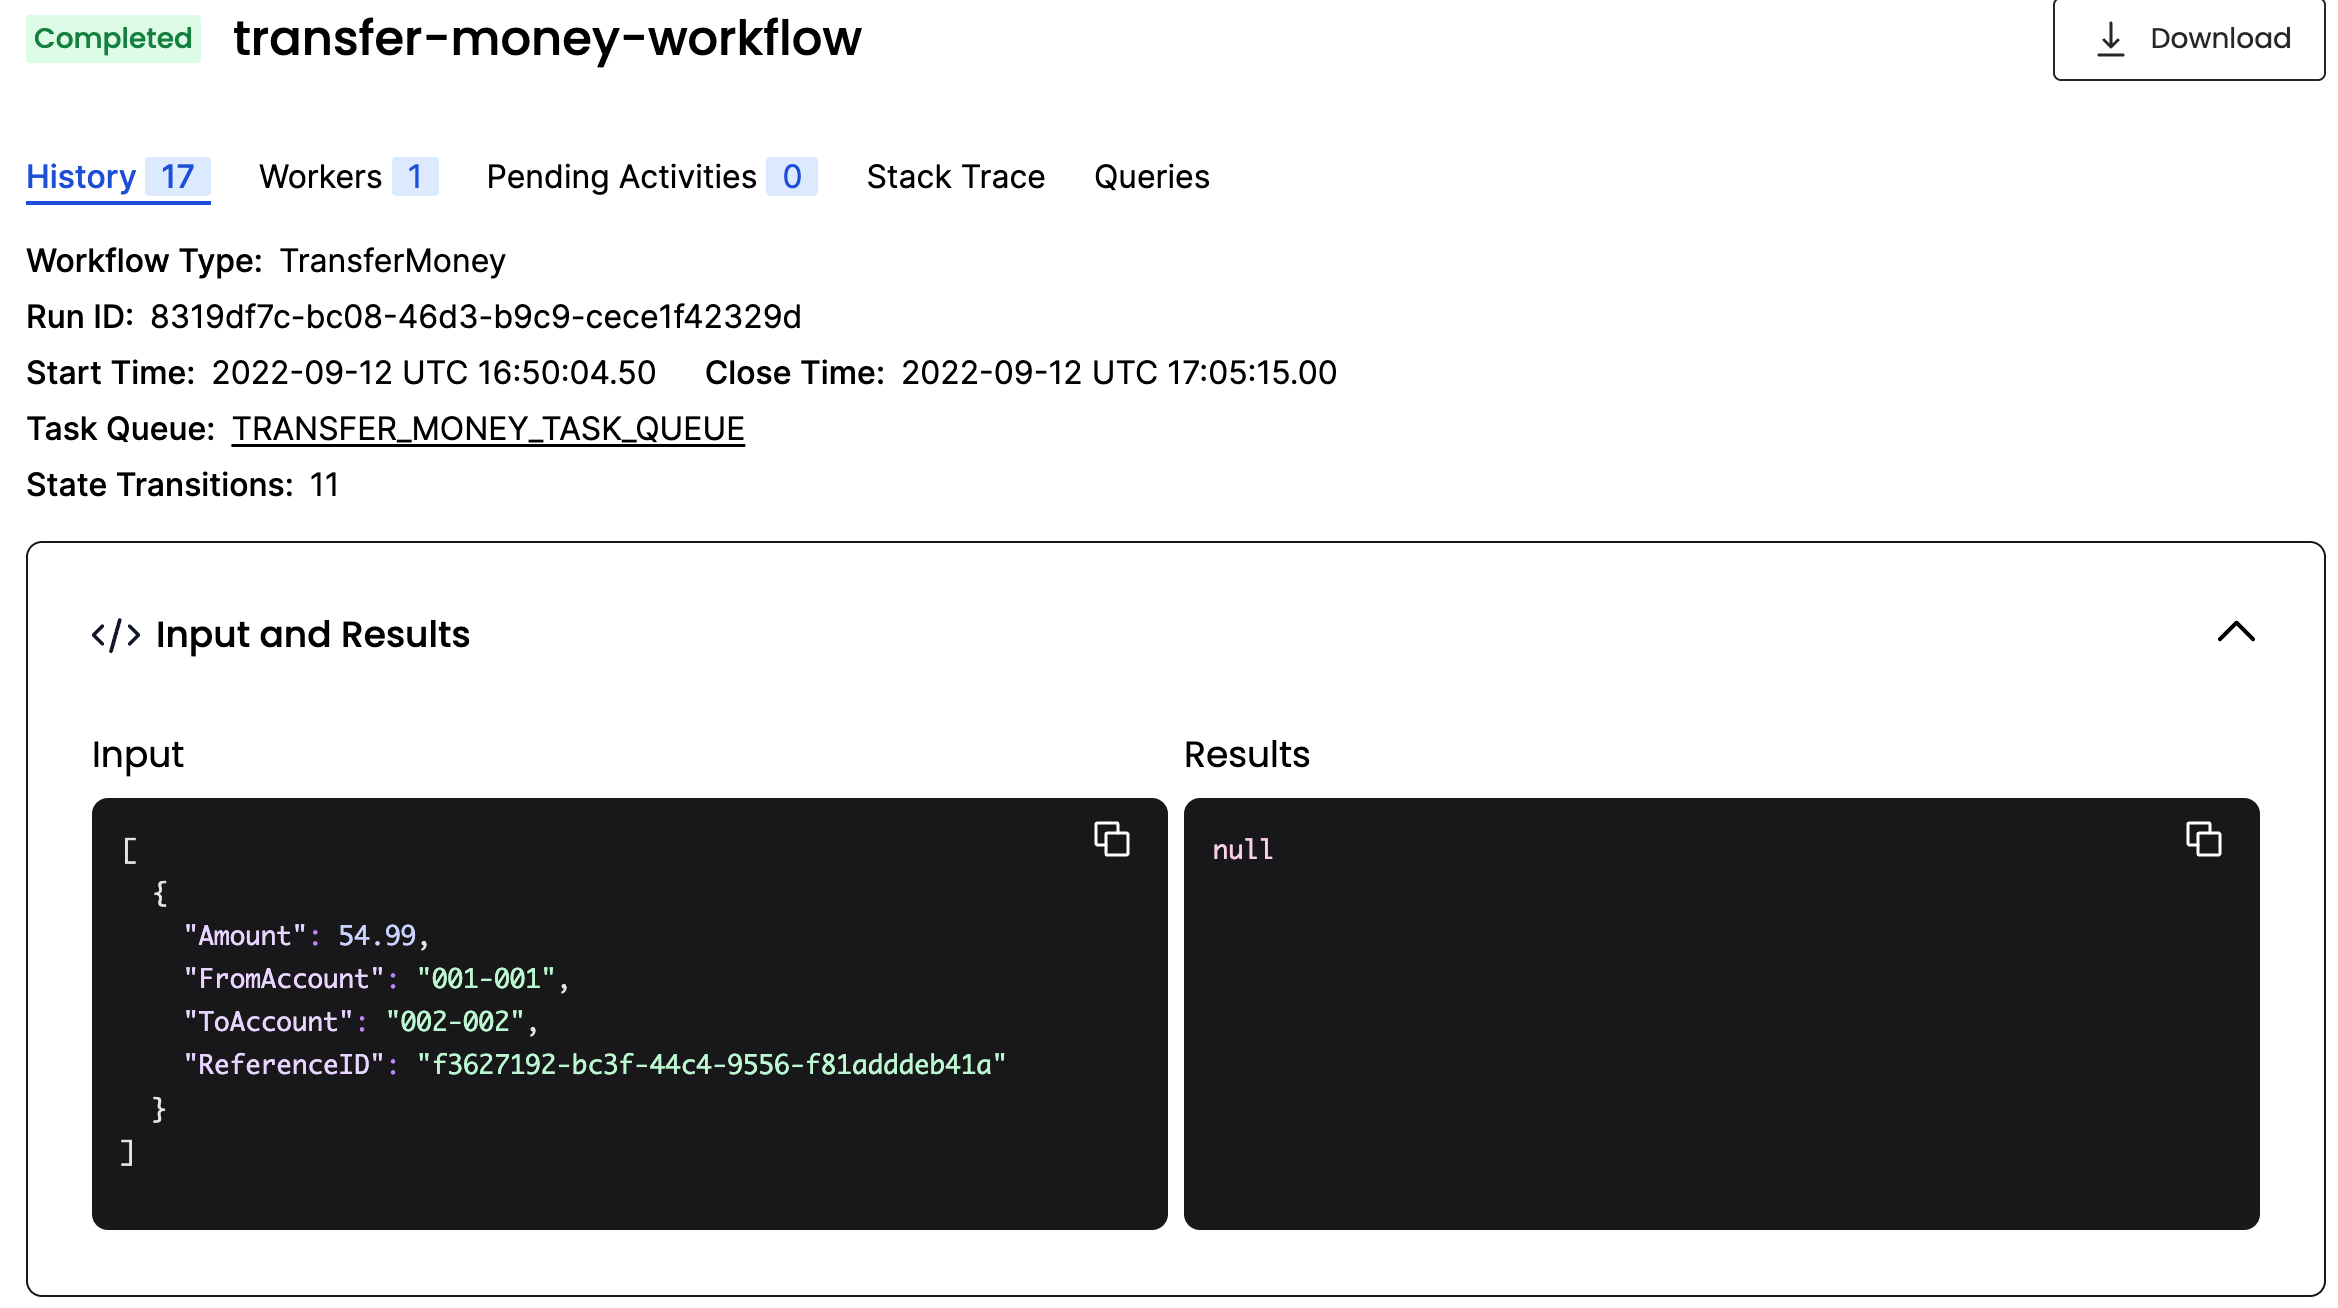 Completed transfer-money-workflow Download
History 17 Workers 1 Pending Activities 0 Stack Trace Queries
Workflow Type: TransferMoney
Run ID: 8319df7c-bc08-46d3-b9c9-cece1f42329d
Start Time: 2022-09-12 UTC 16:50:04.50 Close Time: 2022-09-12 UTC 17:05:15.00
Task Queue: TRANSFER_MONEY_TASK_QUEUE
State Transitions: 11
</> Input and Results
Input
[
  {
    "Amount": 54.99,
    "FromAccount": "001-001",
    "ToAccount": "002-002",
    "ReferenceID": "f3627192-bc3f-44c4-9556-f81adddeb41a"
  }
]
Results
null